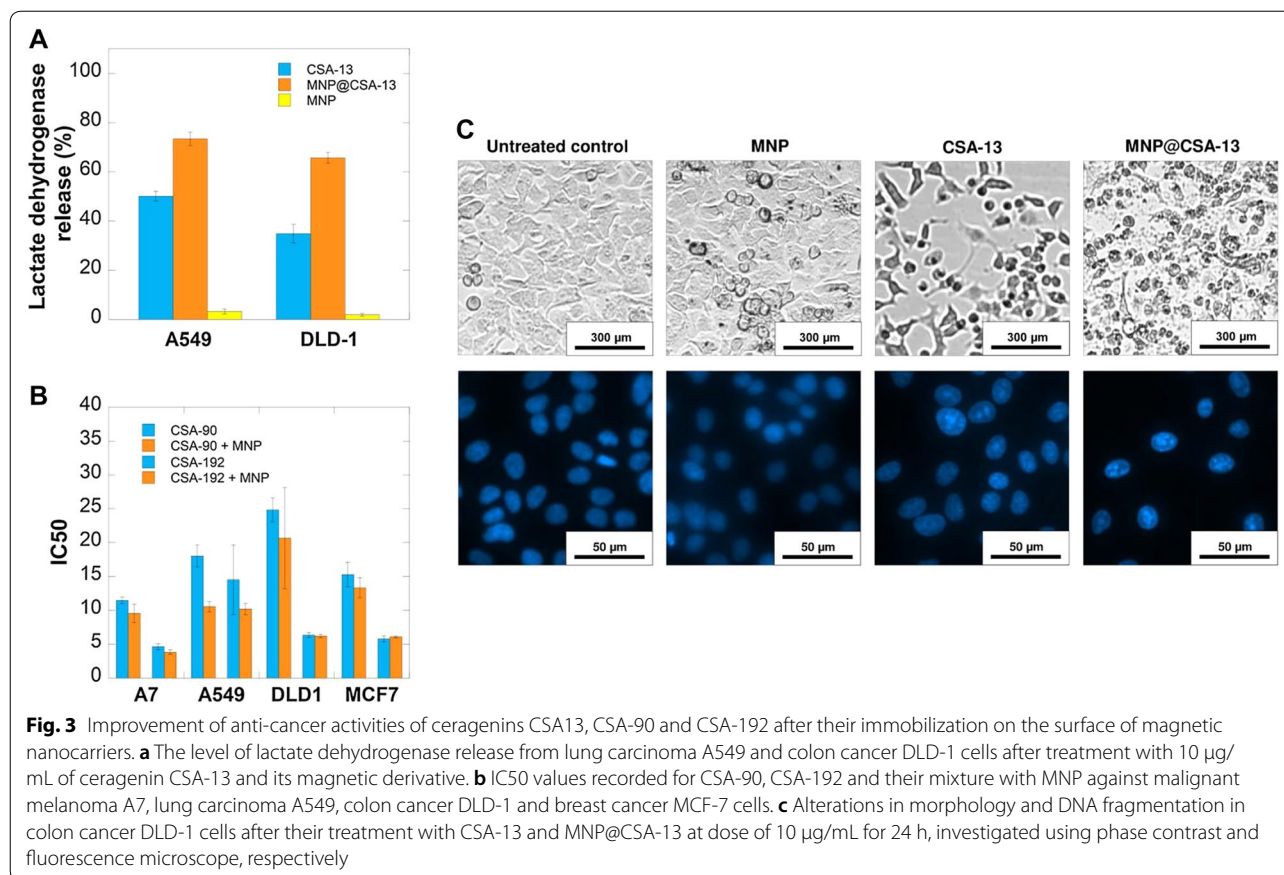 A
Lactate dehydrogenase
release (%)
100
80
60
40
20
0
CSA-13
MNP@CSA-13
MNP
A549 DLD-1
B
IC50
40
35
30
25
20
15
10
5
0
CSA-90
CSA-90 + MNP
CSA-192
CSA-192 + MNP
A7 A549 DLD1 MCF7
C
Untreated control MNP CSA-13 MNP@CSA-13
300 µm 300 µm 300 µm 300 µm
50 µm 50 µm 50 µm 50 µm
Fig. 3 Improvement of anti-cancer activities of ceragenins CSA13, CSA-90 and CSA-192 after their immobilization on the surface of magnetic
nanocarriers. a The level of lactate dehydrogenase release from lung carcinoma A549 and colon cancer DLD-1 cells after treatment with 10 µg/
mL of ceragenin CSA-13 and its magnetic derivative. b IC50 values recorded for CSA-90, CSA-192 and their mixture with MNP against malignant
melanoma A7, lung carcinoma A549, colon cancer DLD-1 and breast cancer MCF-7 cells. c Alterations in morphology and DNA fragmentation in
colon cancer DLD-1 cells after their treatment with CSA-13 and MNP@CSA-13 at dose of 10 µg/mL for 24 h, investigated using phase contrast and
fluorescence microscope, respectively